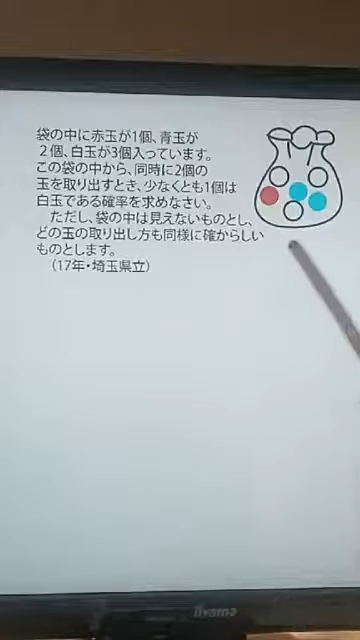 袋の中に赤玉が1個、青玉が
2個、白玉が3個入っています。
この袋の中から、同時に2個の
玉を取り出すとき、少なくとも1個は
白玉である確率を求めなさい。
ただし、袋の中は見えないものとし、
どの玉の取り出し方も同様に確からしい
ものとします。
(17年・埼玉県立)
iiyama